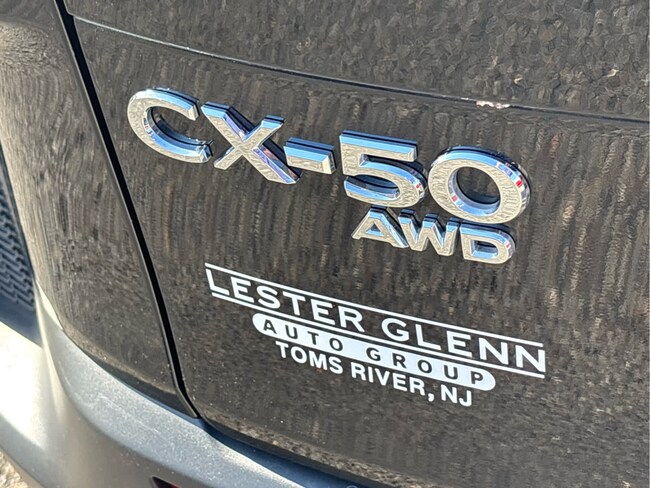 CX-50
AWD
LESTER GLENN
AUTO GROUP
TOMS RIVER, NJ